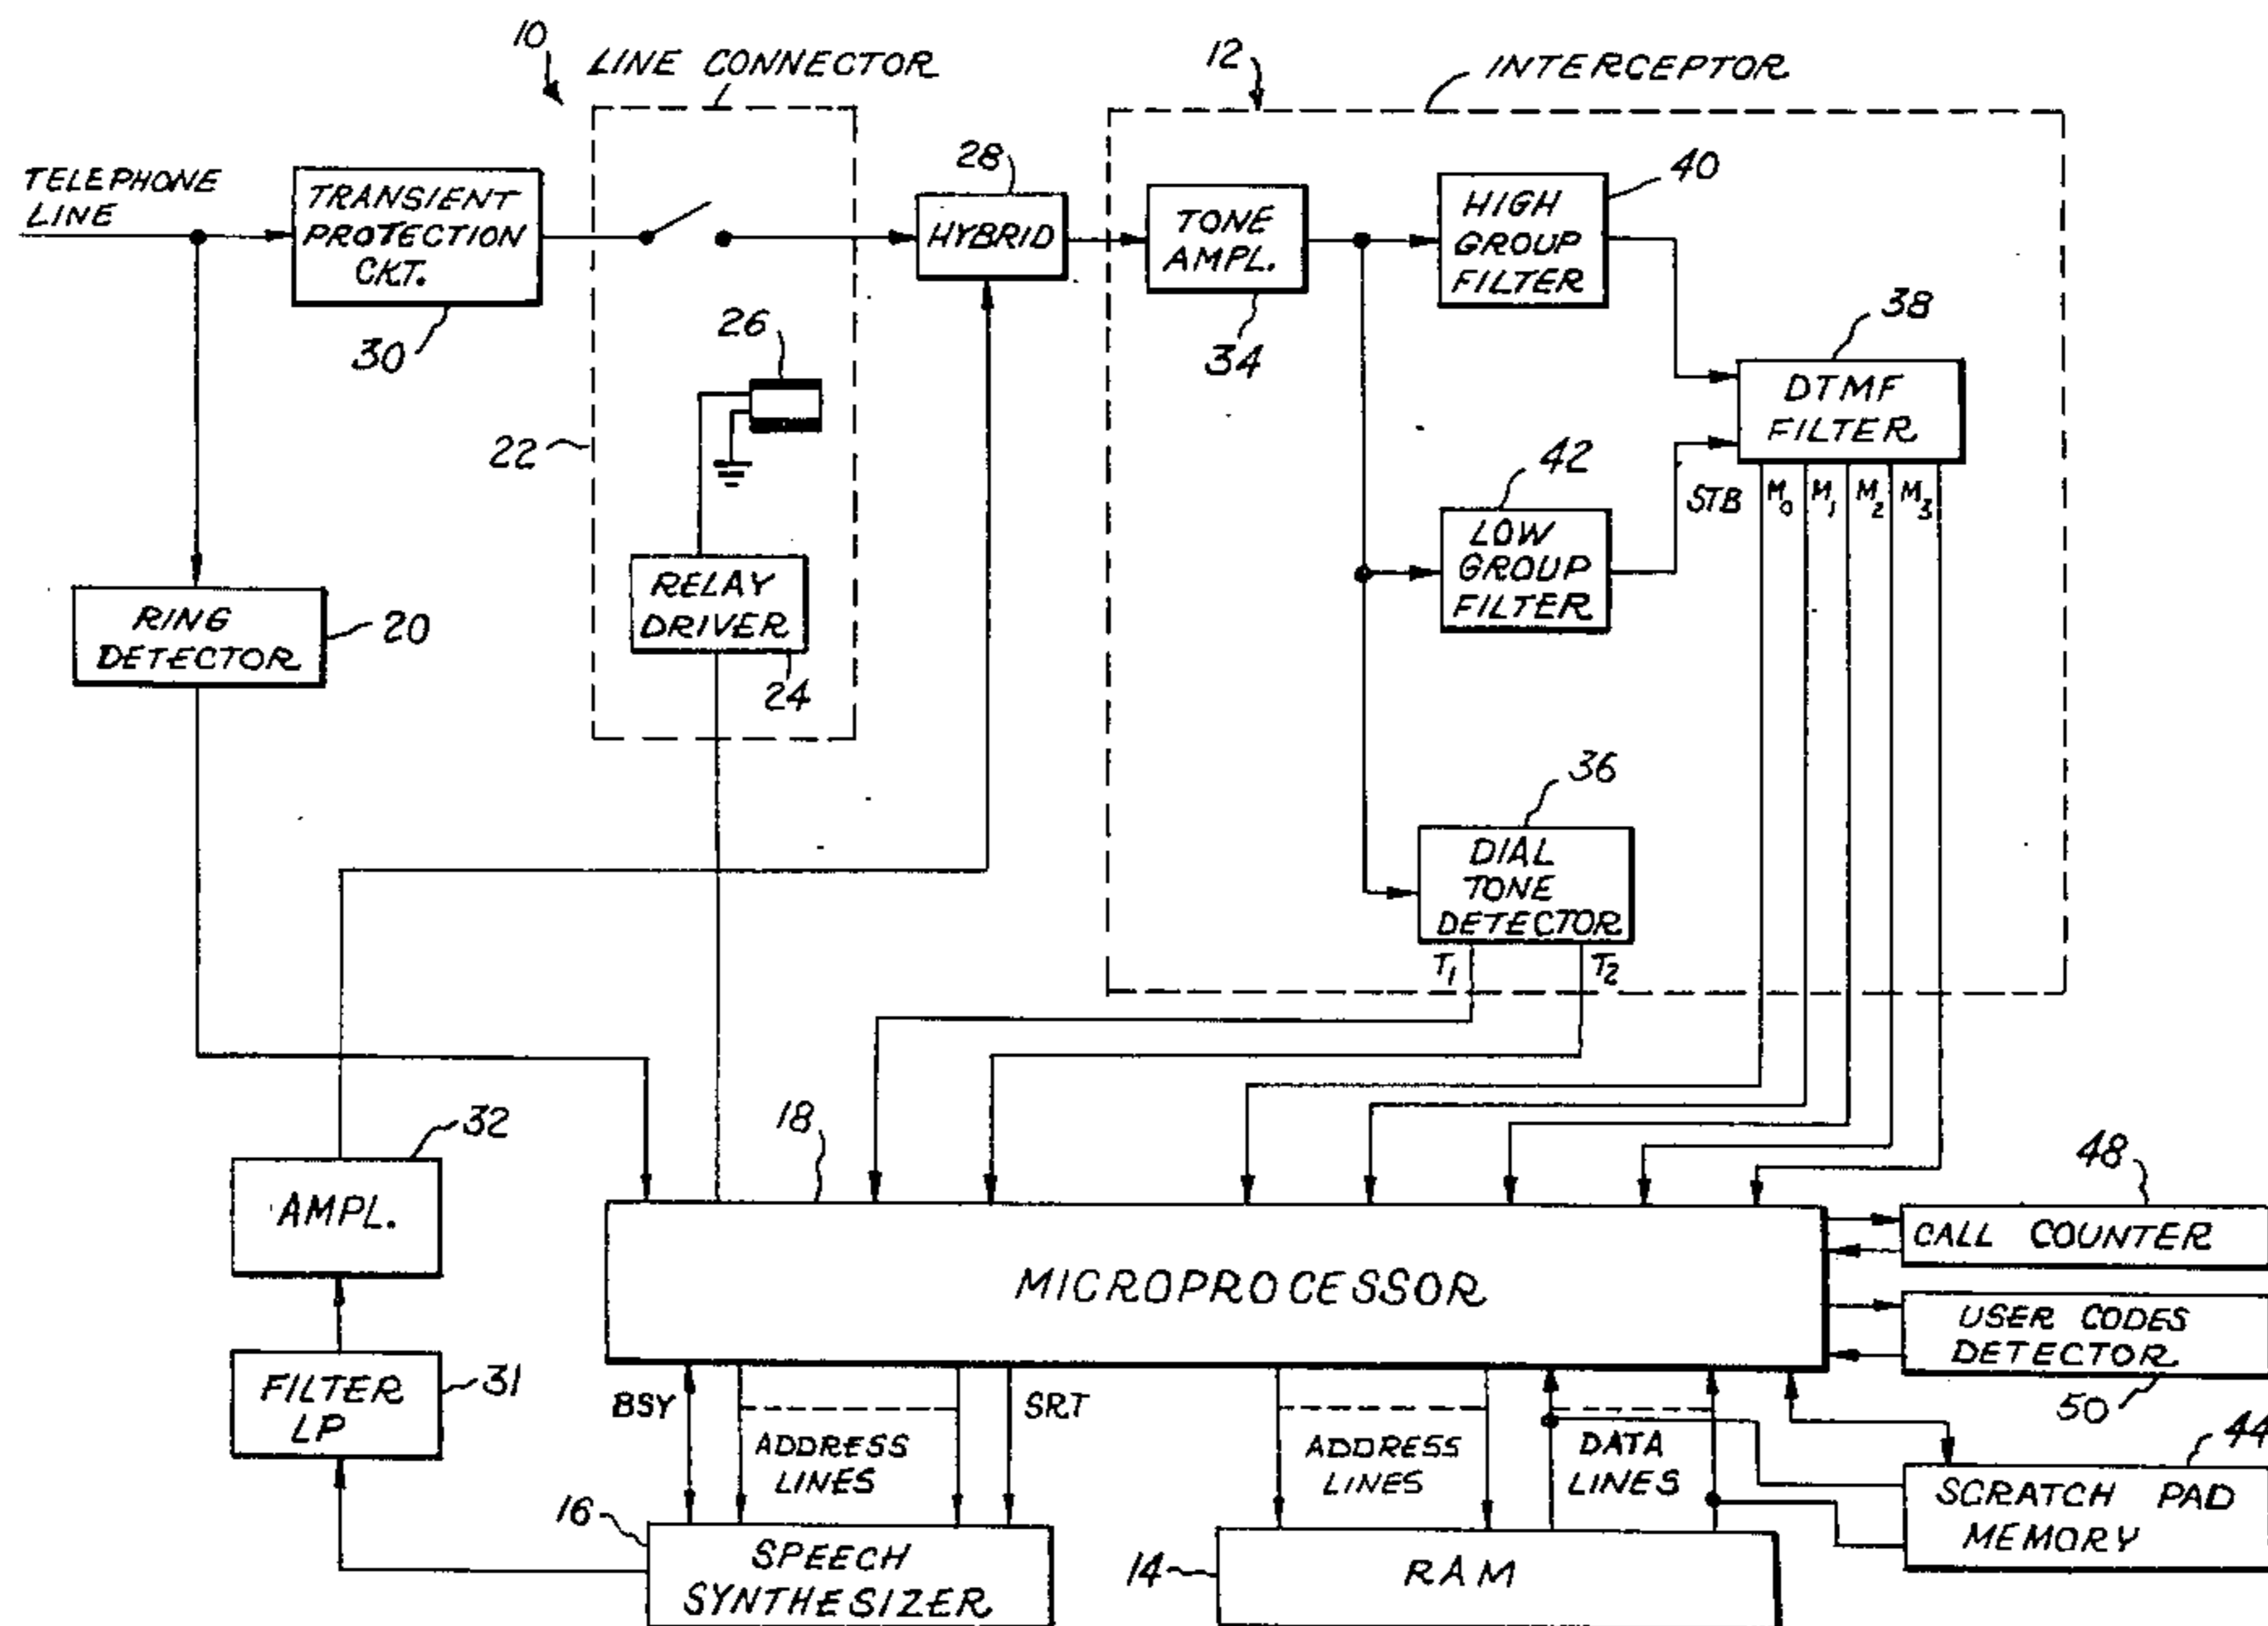 10
LINE CONNECTOR
12
INTERCEPTOR
TELEPHONE
LINE
TRANSIENT
PROTECTION
CKT.
30
28
HYBRID
TONE
AMPL.
34
HIGH
GROUP
FILTER
40
38
DTMF
FILTER
26
22
42
LOW
GROUP
FILTER
STB M0 M1 M2 M3
RING
DETECTOR
20
RELAY
DRIVER
24
36
DIAL
TONE
DETECTOR
T1 T2
32
AMPL.
18
MICROPROCESSOR
48
CALL COUNTER
USER CODES
DETECTOR
50
FILTER
LP
31
BSY
ADDRESS
LINES
SRT
ADDRESS
LINES
DATA
LINES
44
SCRATCH PAD
MEMORY
16
SPEECH
SYNTHESIZER
14
RAM